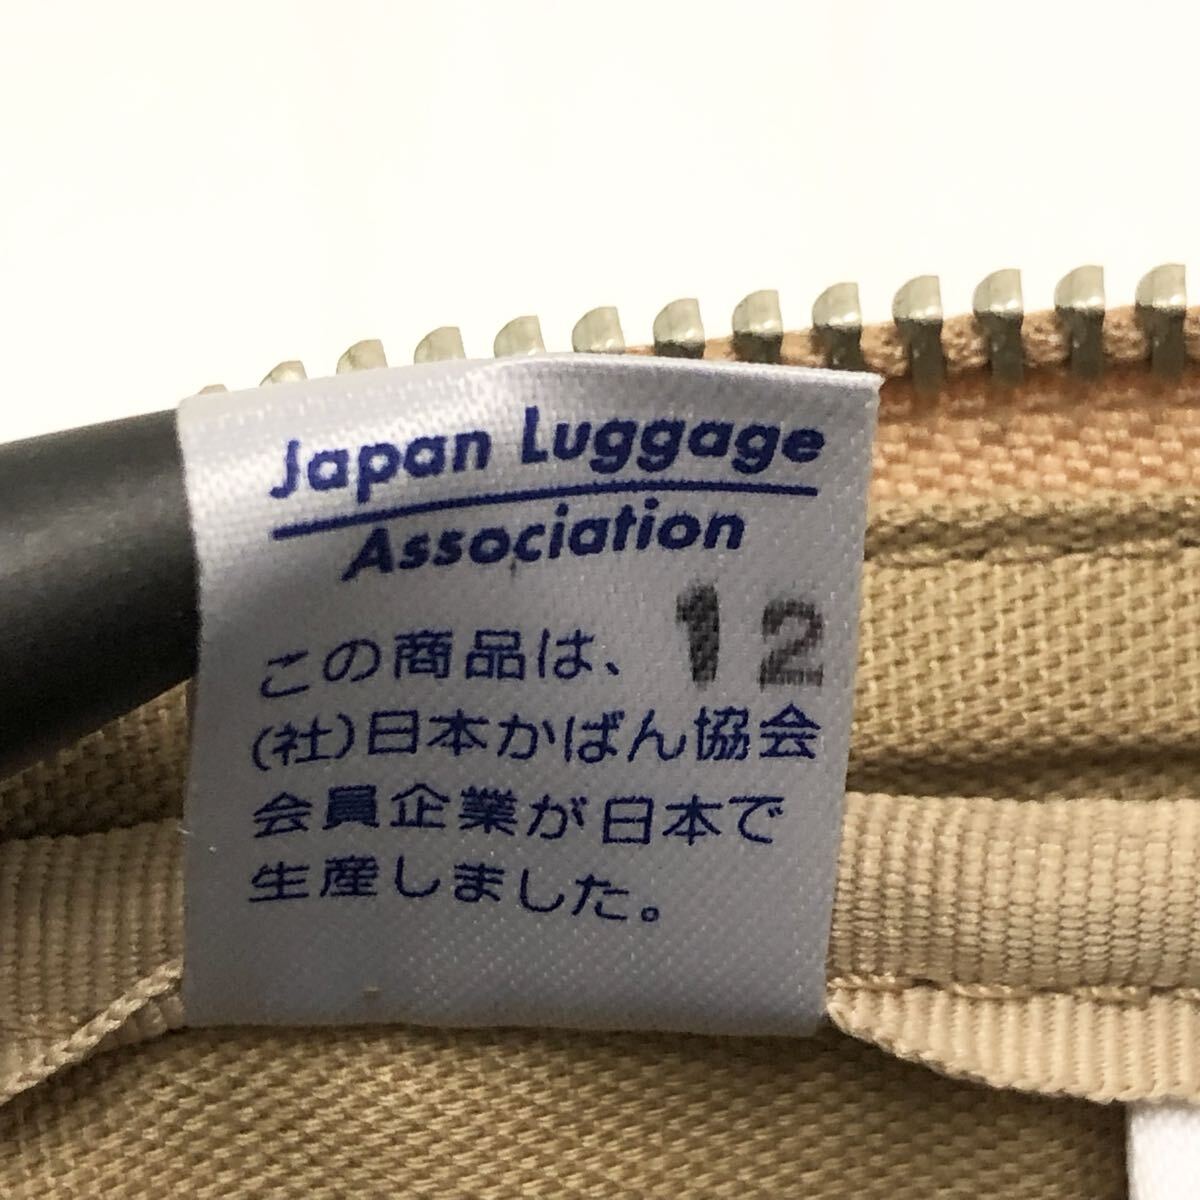 Japan Luggage
Association
12
この商品は、
(社)日本かばん協会
会員企業が日本で
生産しました。